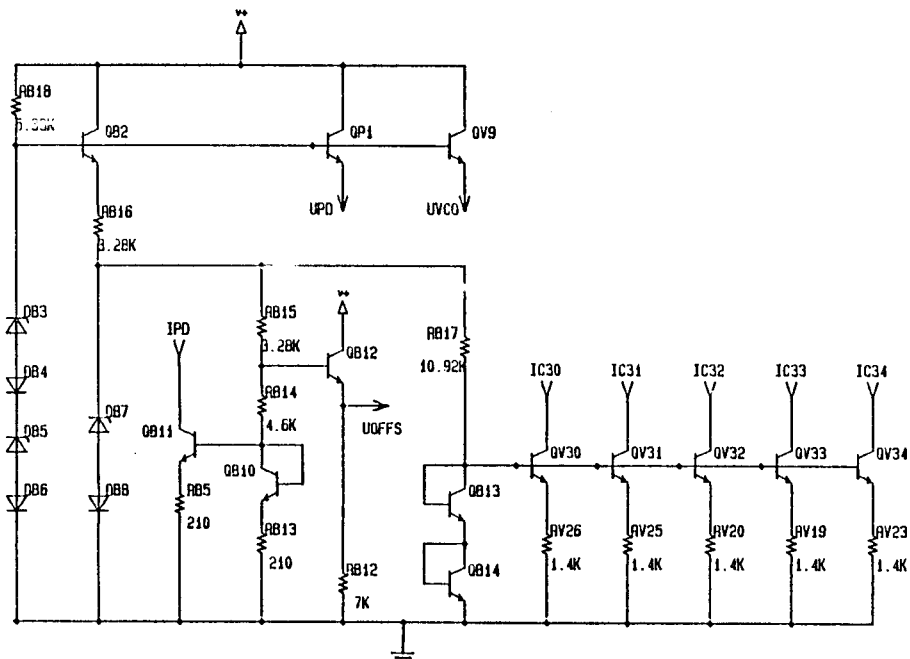 V+
RB18
QB2
QP1
QV9
UPD
UVCO
RB16
3.28K
DB3
IPD
RB15
3.28K
V+
QB12
RB17
10.92K
IC30
IC31
IC32
IC33
IC34
DB4
RB14
4.6K
UOFFS
DB5
DB7
QB11
QB10
QV30
QV31
QV32
QV33
QV34
DB6
DB8
RB5
210
RB13
210
QB13
QB14
RB12
7K
RV26
1.4K
RV25
1.4K
RV20
1.4K
RV19
1.4K
RV23
1.4K